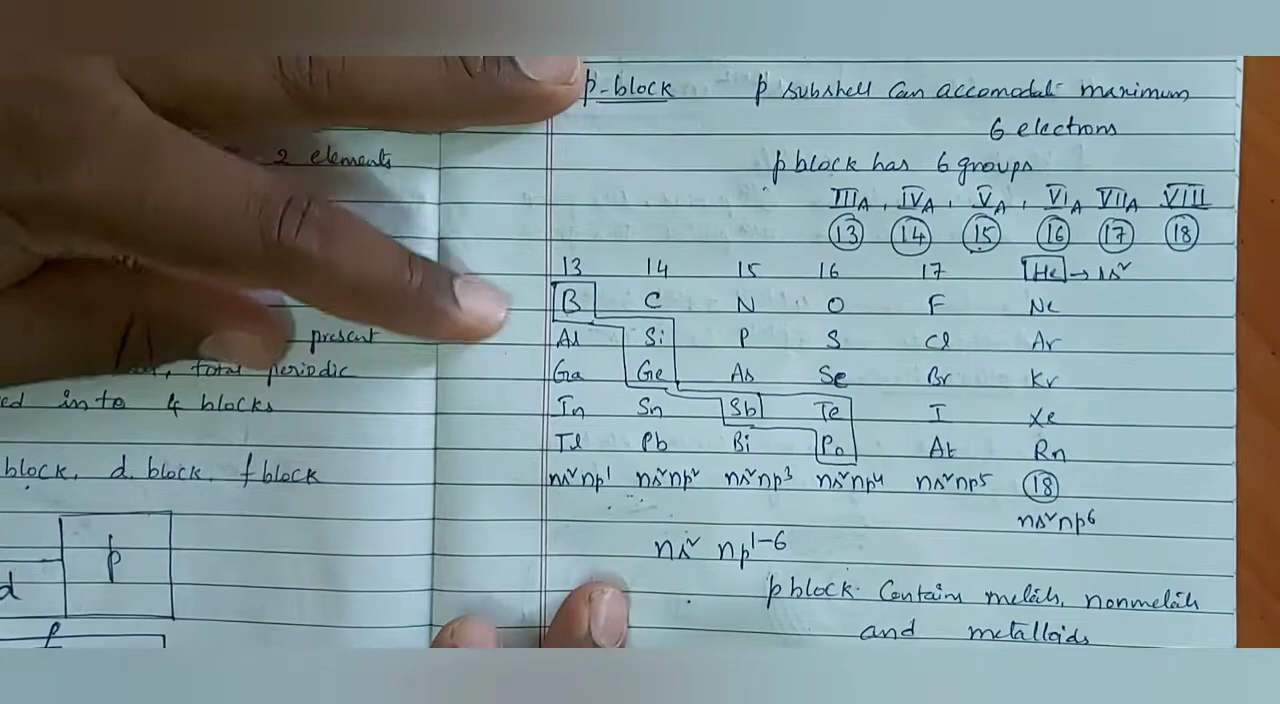 2 elements
present
total periodic
ed into 4 blocks
block, d block, f block
p
d
f
p-block p subshell can accomodate maximum
6 electrons
p block has 6 groups
IIIA, IVA, VA, VIA VIIA VIII
13 14 15 16 17 18
13 14 15 16 17 He → 1s²
B C N O F Ne
Al Si P S Cl Ar
Ga Ge As Se Br Kr
In Sn Sb Te I Xe
Tl Pb Bi Po At Rn
ns²np¹ ns²np² ns²np³ ns²np⁴ ns²np⁵ 18
ns²np⁶
ns² np¹⁻⁶
p block. Contain metals, nonmetals
and metalloids